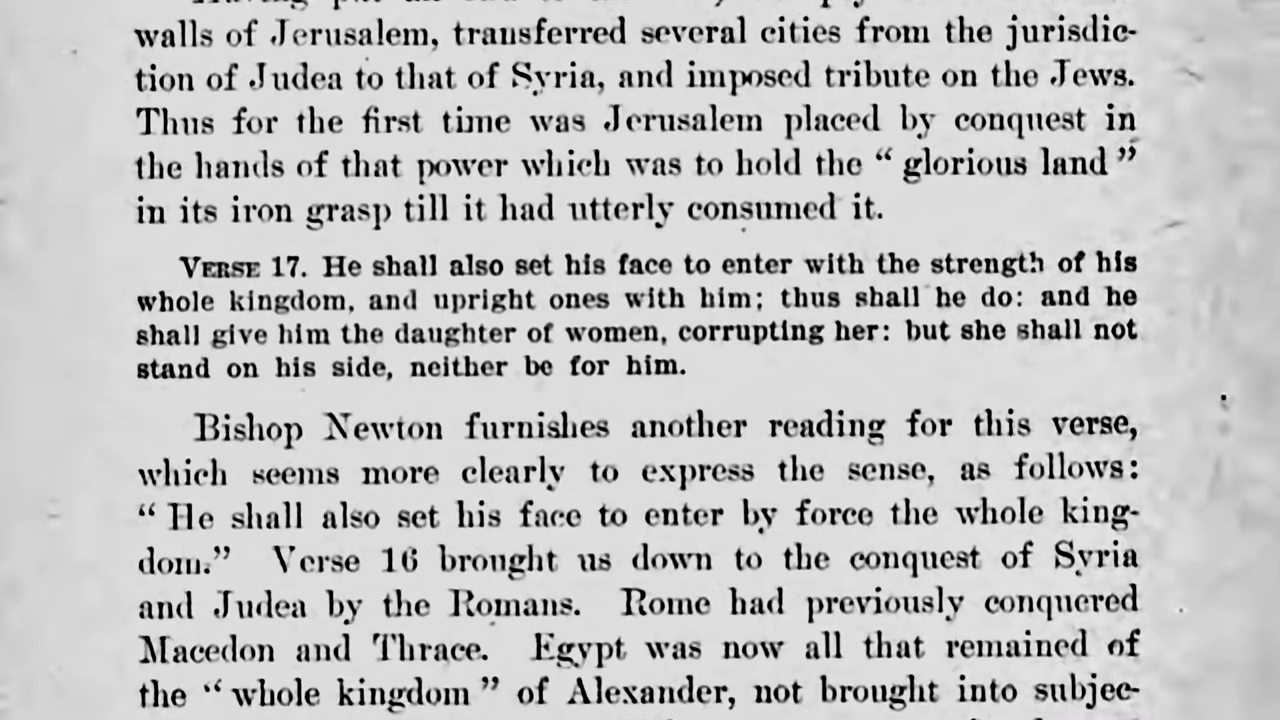 walls of Jerusalem, transferred several cities from the jurisdic-
tion of Judea to that of Syria, and imposed tribute on the Jews.
Thus for the first time was Jerusalem placed by conquest in
the hands of that power which was to hold the “ glorious land ”
in its iron grasp till it had utterly consumed it.
VERSE 17. He shall also set his face to enter with the strength of his
whole kingdom, and upright ones with him; thus shall he do: and he
shall give him the daughter of women, corrupting her: but she shall not
stand on his side, neither be for him.
Bishop Newton furnishes another reading for this verse,
which seems more clearly to express the sense, as follows:
“ He shall also set his face to enter by force the whole king-
dom.” Verse 16 brought us down to the conquest of Syria
and Judea by the Romans. Rome had previously conquered
Macedon and Thrace. Egypt was now all that remained of
the “ whole kingdom ” of Alexander, not brought into subjec-